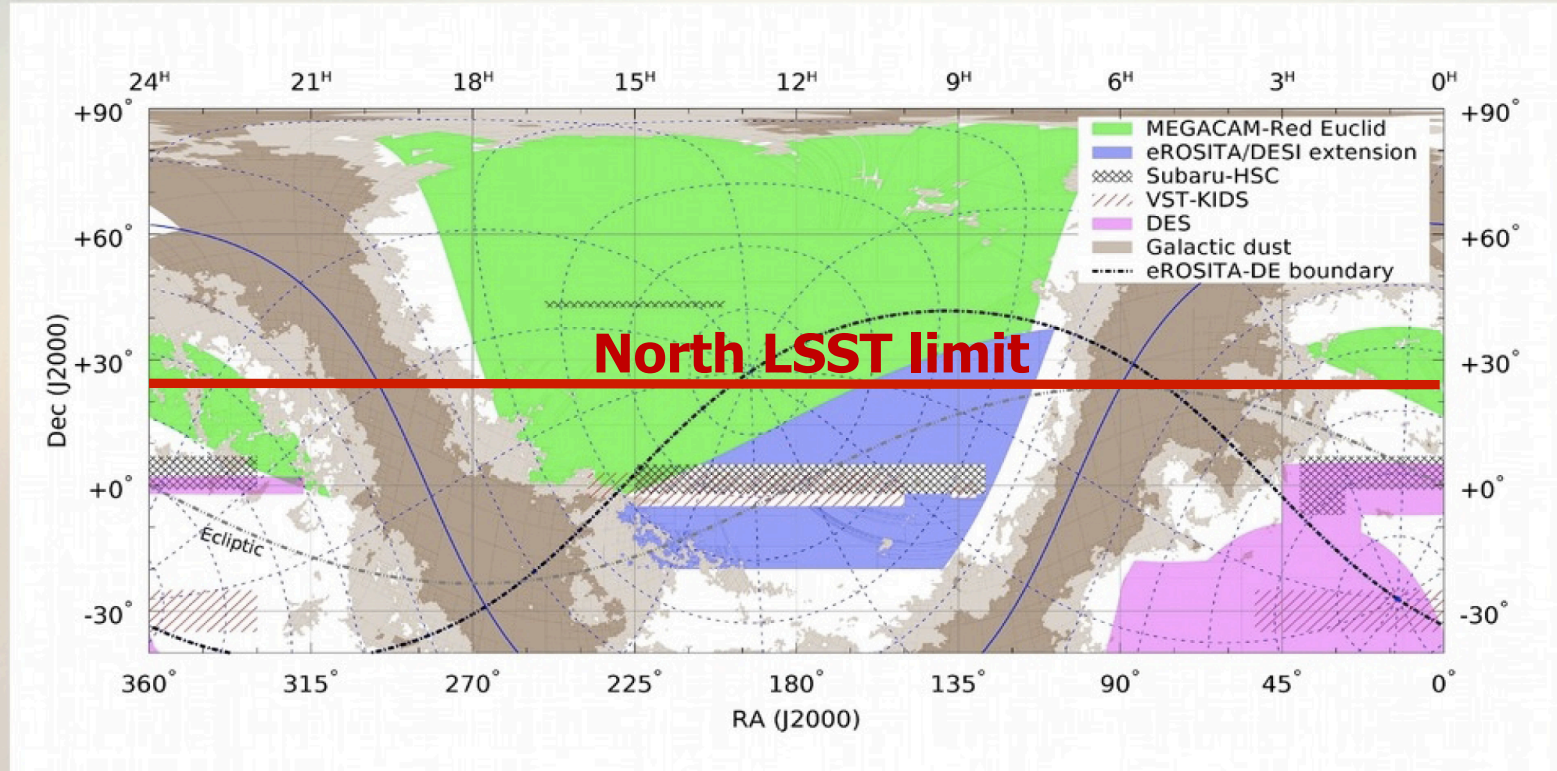 24ᴴ 21ᴴ 18ᴴ 15ᴴ 12ᴴ 9ᴴ 6ᴴ 3ᴴ 0ᴴ
+90° +90°
MEGACAM-Red Euclid
eROSITA/DESI extension
Subaru-HSC
VST-KIDS
DES
Galactic dust
eROSITA-DE boundary
+60° +60°
North LSST limit
+30° +30°
Dec (J2000)
+0° +0°
Ecliptic
-30° -30°
360° 315° 270° 225° 180° 135° 90° 45° 0°
RA (J2000)